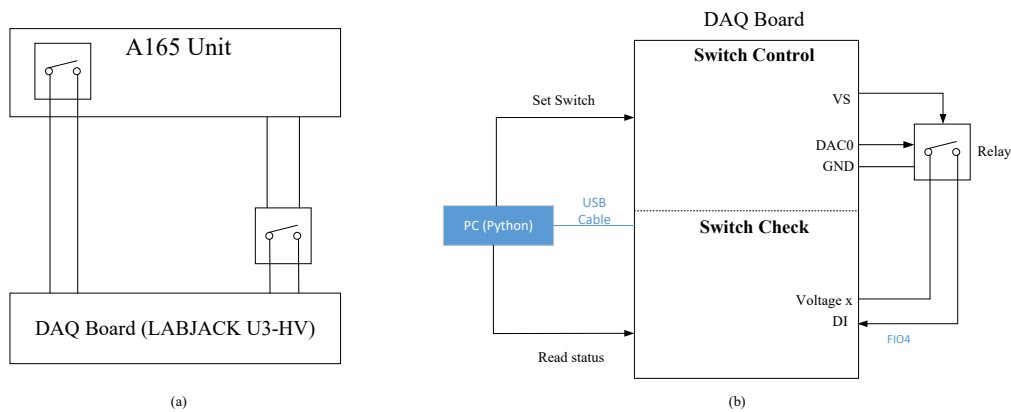 A165 Unit
DAQ Board (LABJACK U3-HV)
(a)
DAQ Board
Switch Control
Set Switch
VS
DAC0
GND
Relay
USB
Cable
PC (Python)
Switch Check
Voltage x
DI
FIO4
Read status
(b)